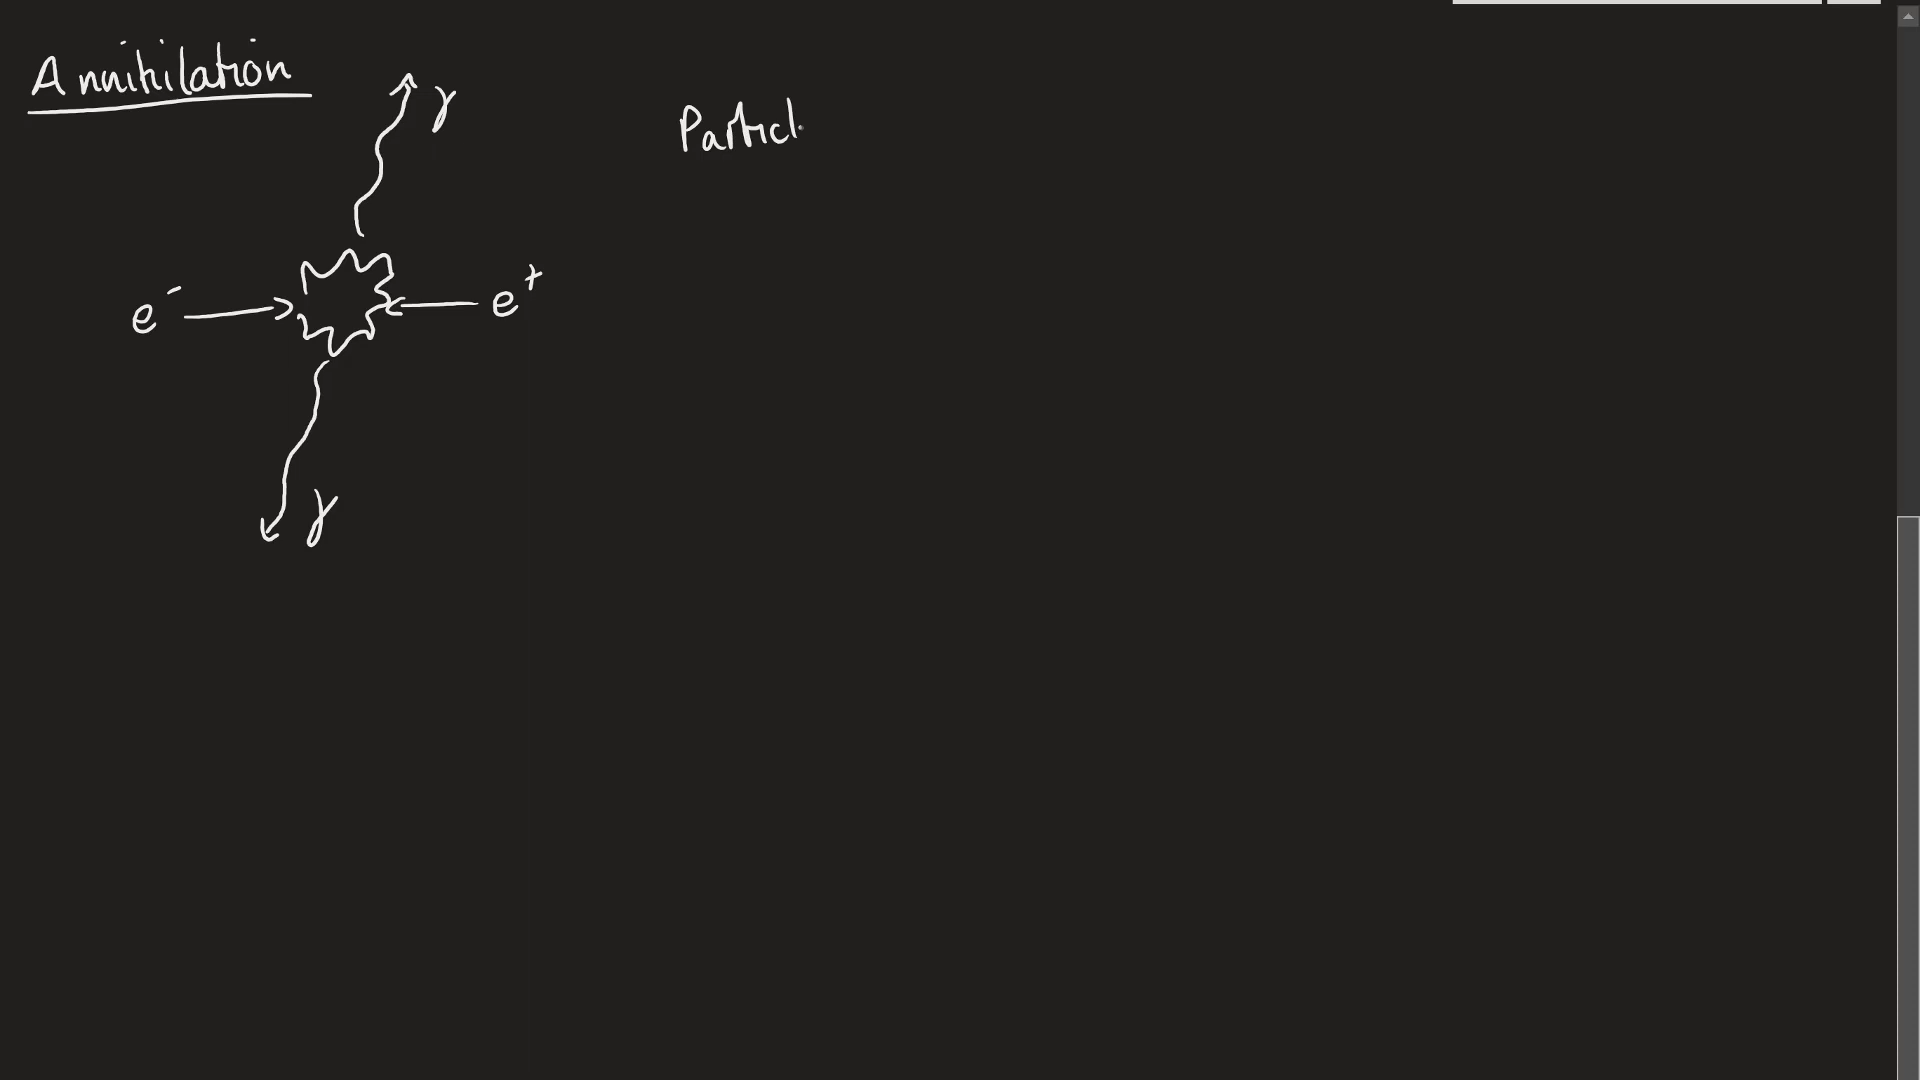 Annihilation
γ
Particl
e⁻
e⁺
γ